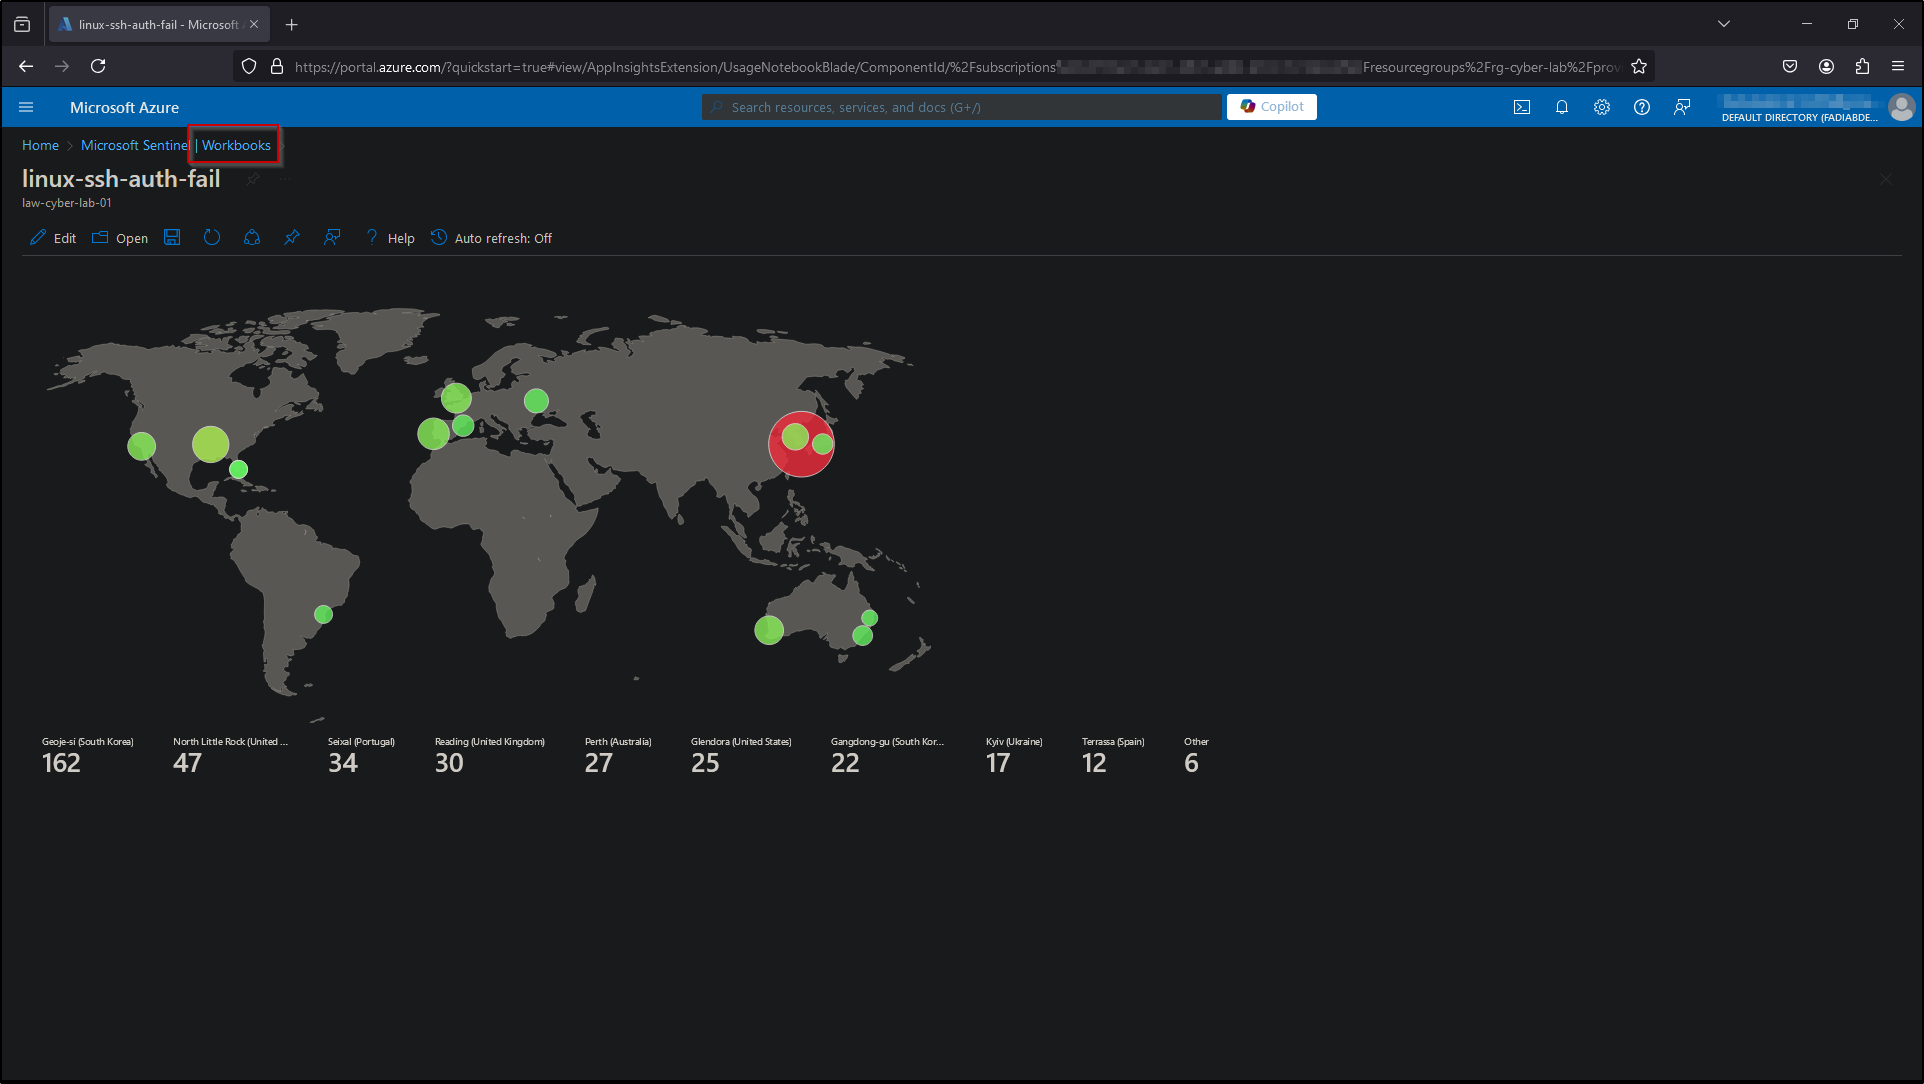 linux-ssh-auth-fail - Microsoft A
https://portal.azure.com/?quickstart=true#view/AppInsightsExtension/UsageNotebookBlade/ComponentId/%2Fsubscriptions Fresourcegroups%2Frg-cyber-lab%2Fprovi
Microsoft Azure
Search resources, services, and docs (G+/)
Copilot
DEFAULT DIRECTORY (FADIABDE...
Home > Microsoft Sentinel | Workbooks >
linux-ssh-auth-fail
law-cyber-lab-01
Edit Open Help Auto refresh: Off
Geoje-si (South Korea) North Little Rock (United ... Seixal (Portugal) Reading (United Kingdom) Perth (Australia) Glendora (United States) Gangdong-gu (South Kor... Kyiv (Ukraine) Terrassa (Spain) Other
162 47 34 30 27 25 22 17 12 6